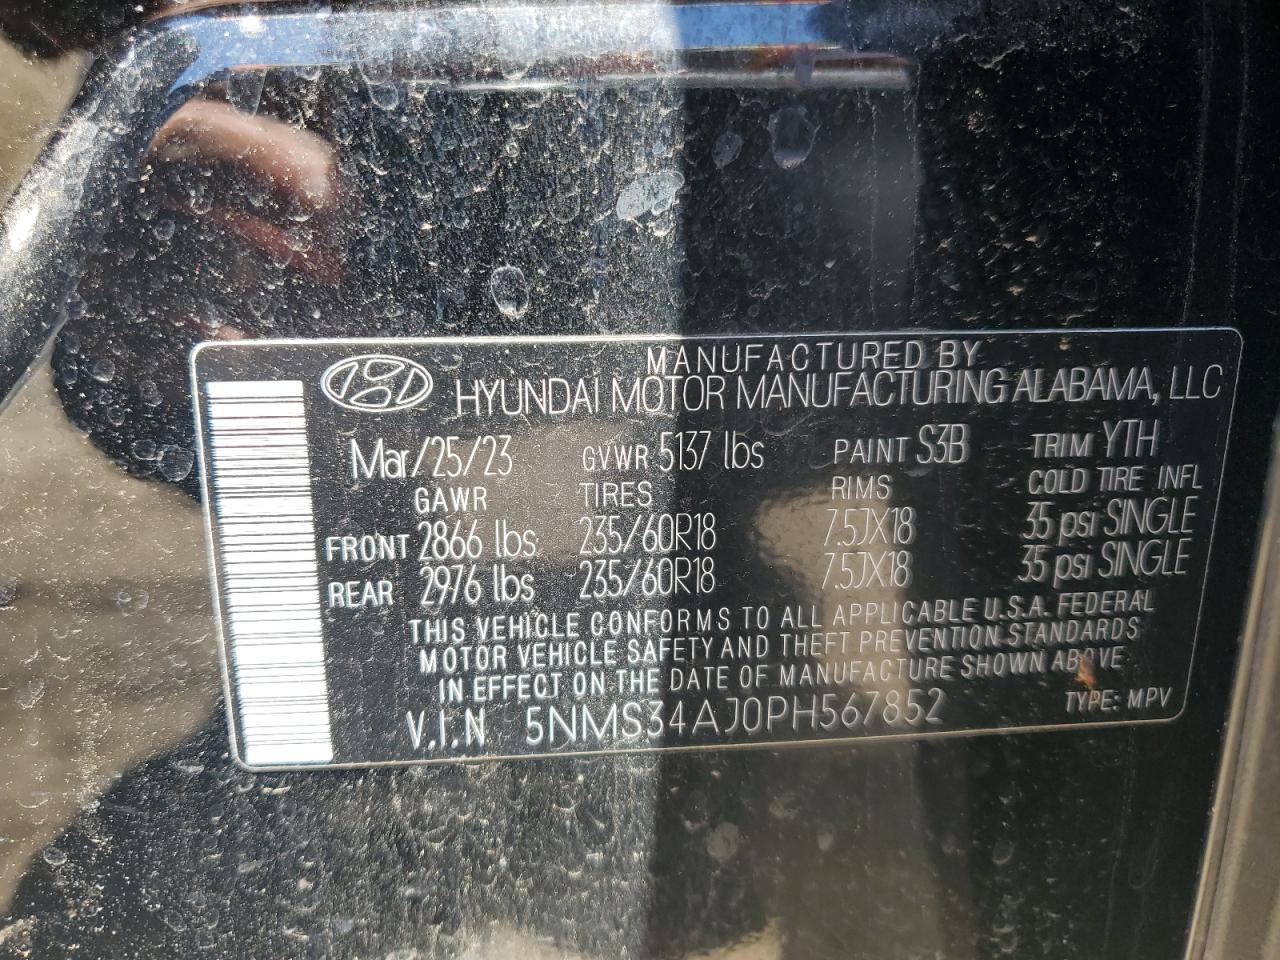 MANUFACTURED BY
HYUNDAI MOTOR MANUFACTURING ALABAMA, LLC
Mar/25/23 GVWR 5137 lbs PAINT S3B TRIM YTH
GAWR TIRES RIMS COLD TIRE INFL
FRONT 2866 lbs 235/60R18 7.5JX18 35 psi SINGLE
REAR 2976 lbs 235/60R18 7.5JX18 35 psi SINGLE
THIS VEHICLE CONFORMS TO ALL APPLICABLE U.S.A. FEDERAL
MOTOR VEHICLE SAFETY AND THEFT PREVENTION STANDARDS
IN EFFECT ON THE DATE OF MANUFACTURE SHOWN ABOVE
V.I.N 5NMS34AJ0PH567852 TYPE: MPV